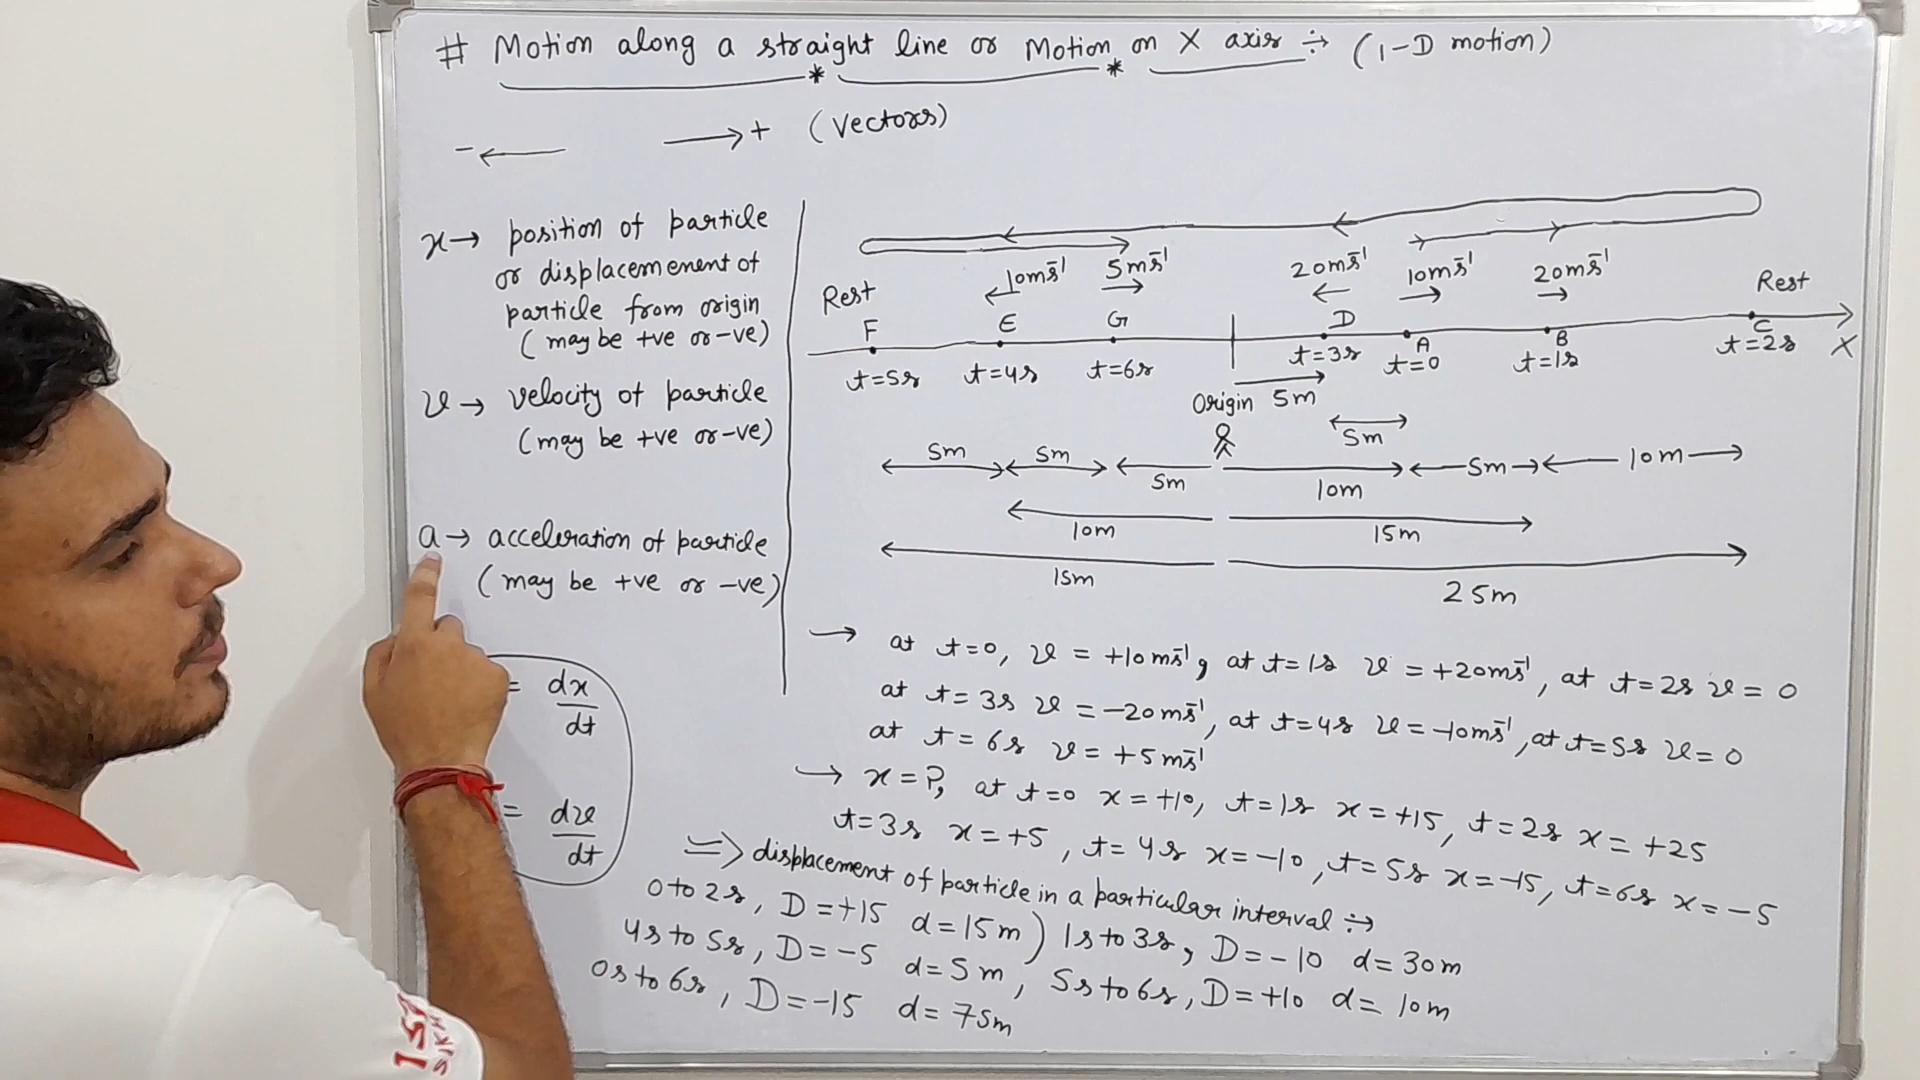 # Motion along a straight line or Motion on X axis ÷ (1-D motion)
- ← → + (Vectors)
x → position of particle
or displacemenent of
particle from origin
(may be +ve or -ve)
v → velocity of particle
(may be +ve or -ve)
a → acceleration of particle
(may be +ve or -ve)
= dx/dt
= dv/dt
10ms⁻¹ 5ms⁻¹ 20ms⁻¹ 10ms⁻¹ 20ms⁻¹
Rest Rest
F E G D A B C
t=5s t=4s t=6s t=3s t=0 t=1s t=2s X
Origin 5m
5m
5m 5m 5m 10m 5m 10m
10m 15m
15m 25m
→ at t=0, v = +10ms⁻¹, at t=1s v = +20ms⁻¹, at t=2s v = 0
at t=3s v = -20ms⁻¹, at t=4s v = -10ms⁻¹, at t=5s v = 0
at t=6s v = +5ms⁻¹
→ x=?, at t=0 x=+10, t=1s x=+15, t=2s x=+25
t=3s x=+5, t=4s x=-10, t=5s x=-15, t=6s x=-5
=> displacement of particle in a particular interval ÷
0 to 2s, D=+15 d=15m) 1s to 3s, D=-10 d=30m
4s to 5s, D=-5 d=5m, 5s to 6s, D=+10 d=10m
0s to 6s, D=-15 d=75m